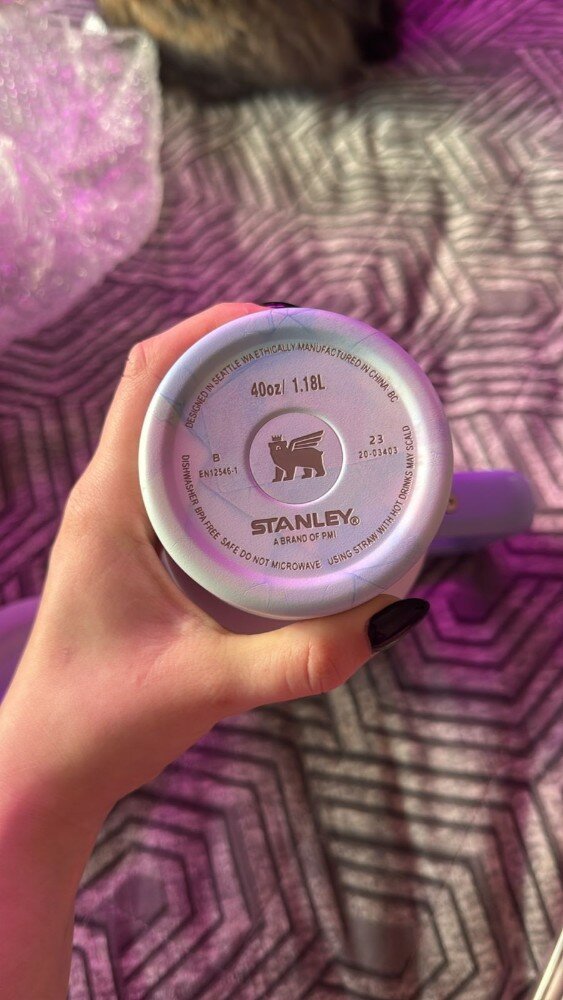 DESIGNED IN SEATTLE WA ETHICALLY MANUFACTURED IN CHINA BC
40oz/ 1.18L
B
EN12546-1
23
20-03403
STANLEY®
A BRAND OF PMI
DISHWASHER BPA FREE SAFE DO NOT MICROWAVE USING STRAW WITH HOT DRINKS MAY SCALD